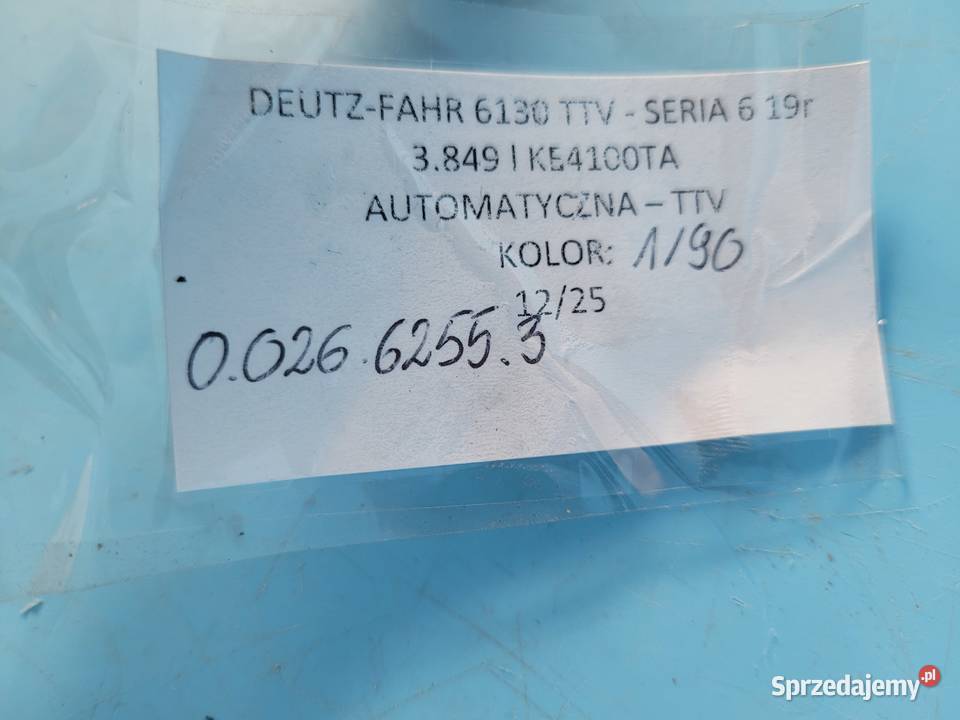 DEUTZ-FAHR 6130 TTV - SERIA 6 19r
3.849 l KE4100TA
AUTOMATYCZNA – TTV
KOLOR: 1/90
12/25
0.026.6255.3
Sprzedajemy.pl